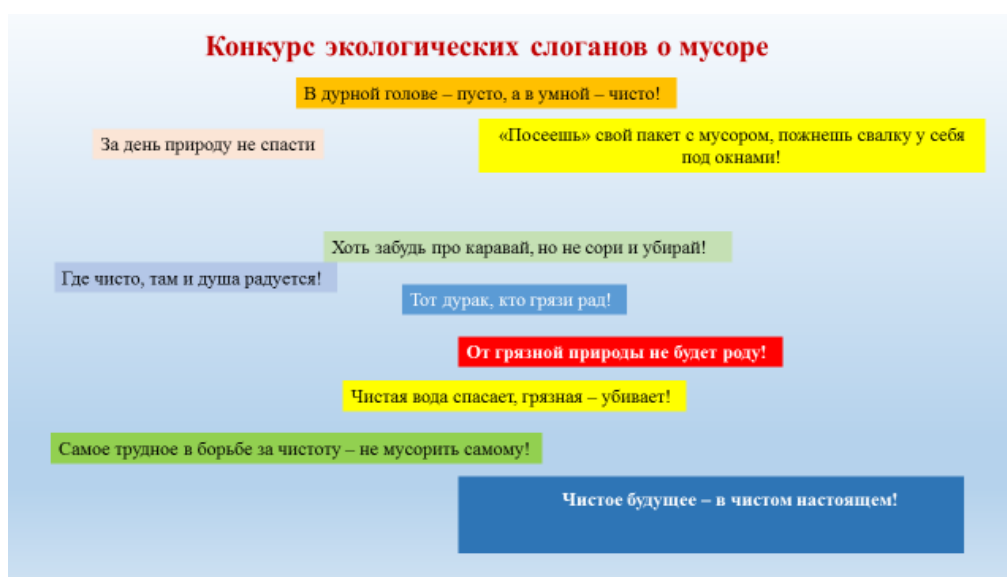 Конкурс экологических слоганов о мусоре
В дурной голове – пусто, а в умной – чисто!
За день природу не спасти
«Посеешь» свой пакет с мусором, пожнешь свалку у себя
под окнами!
Хоть забудь про каравай, но не сори и убирай!
Где чисто, там и душа радуется!
Тот дурак, кто грязи рад!
От грязной природы не будет роду!
Чистая вода спасает, грязная – убивает!
Самое трудное в борьбе за чистоту – не мусорить самому!
Чистое будущее – в чистом настоящем!